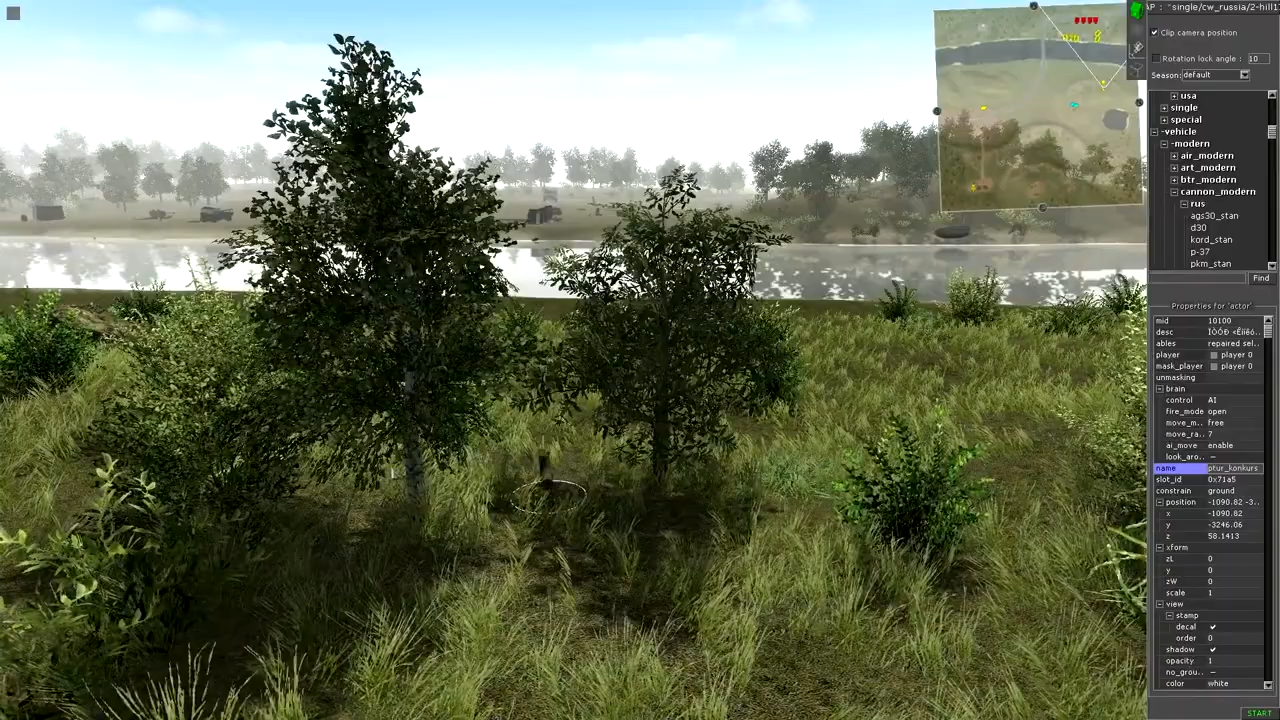 AP : "single/cw_russia/2-hill1
Clip camera position
Rotation lock angle : 10
Season: default
usa
single
special
-vehicle
-modern
air_modern
art_modern
btr_modern
cannon_modern
rus
ags30_stan
d30
kord_stan
p-37
pkm_stan
Find
Properties for 'actor'
mid 10100
desc
ables repaired sel..
player player 0
mask_player player 0
unmasking
brain
control AI
fire_mode open
move_m.. free
move_ra.. 7
ai_move enable
look_aro.. —
name ptur_konkurs
slot_id 0x71a5
constrain ground
position -1090.82 -3..
x -1090.82
y -3246.06
z 58.1413
xform
zL 0
y 0
zW 0
scale 1
view
stamp
decal
order 0
shadow
opacity 1
no_grou.. —
color white
START